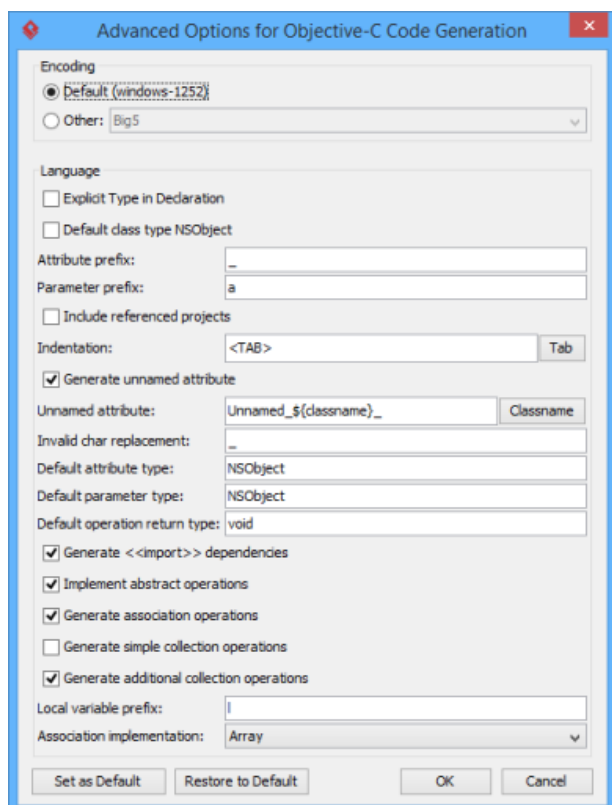 Advanced Options for Objective-C Code Generation
Encoding
Default (windows-1252)
Other: Big5
Language
Explicit Type in Declaration
Default class type NSObject
Attribute prefix: _
Parameter prefix: a
Include referenced projects
Indentation: <TAB> Tab
Generate unnamed attribute
Unnamed attribute: Unnamed_${classname}_ Classname
Invalid char replacement: _
Default attribute type: NSObject
Default parameter type: NSObject
Default operation return type: void
Generate <<import>> dependencies
Implement abstract operations
Generate association operations
Generate simple collection operations
Generate additional collection operations
Local variable prefix: l
Association implementation: Array
Set as Default Restore to Default OK Cancel